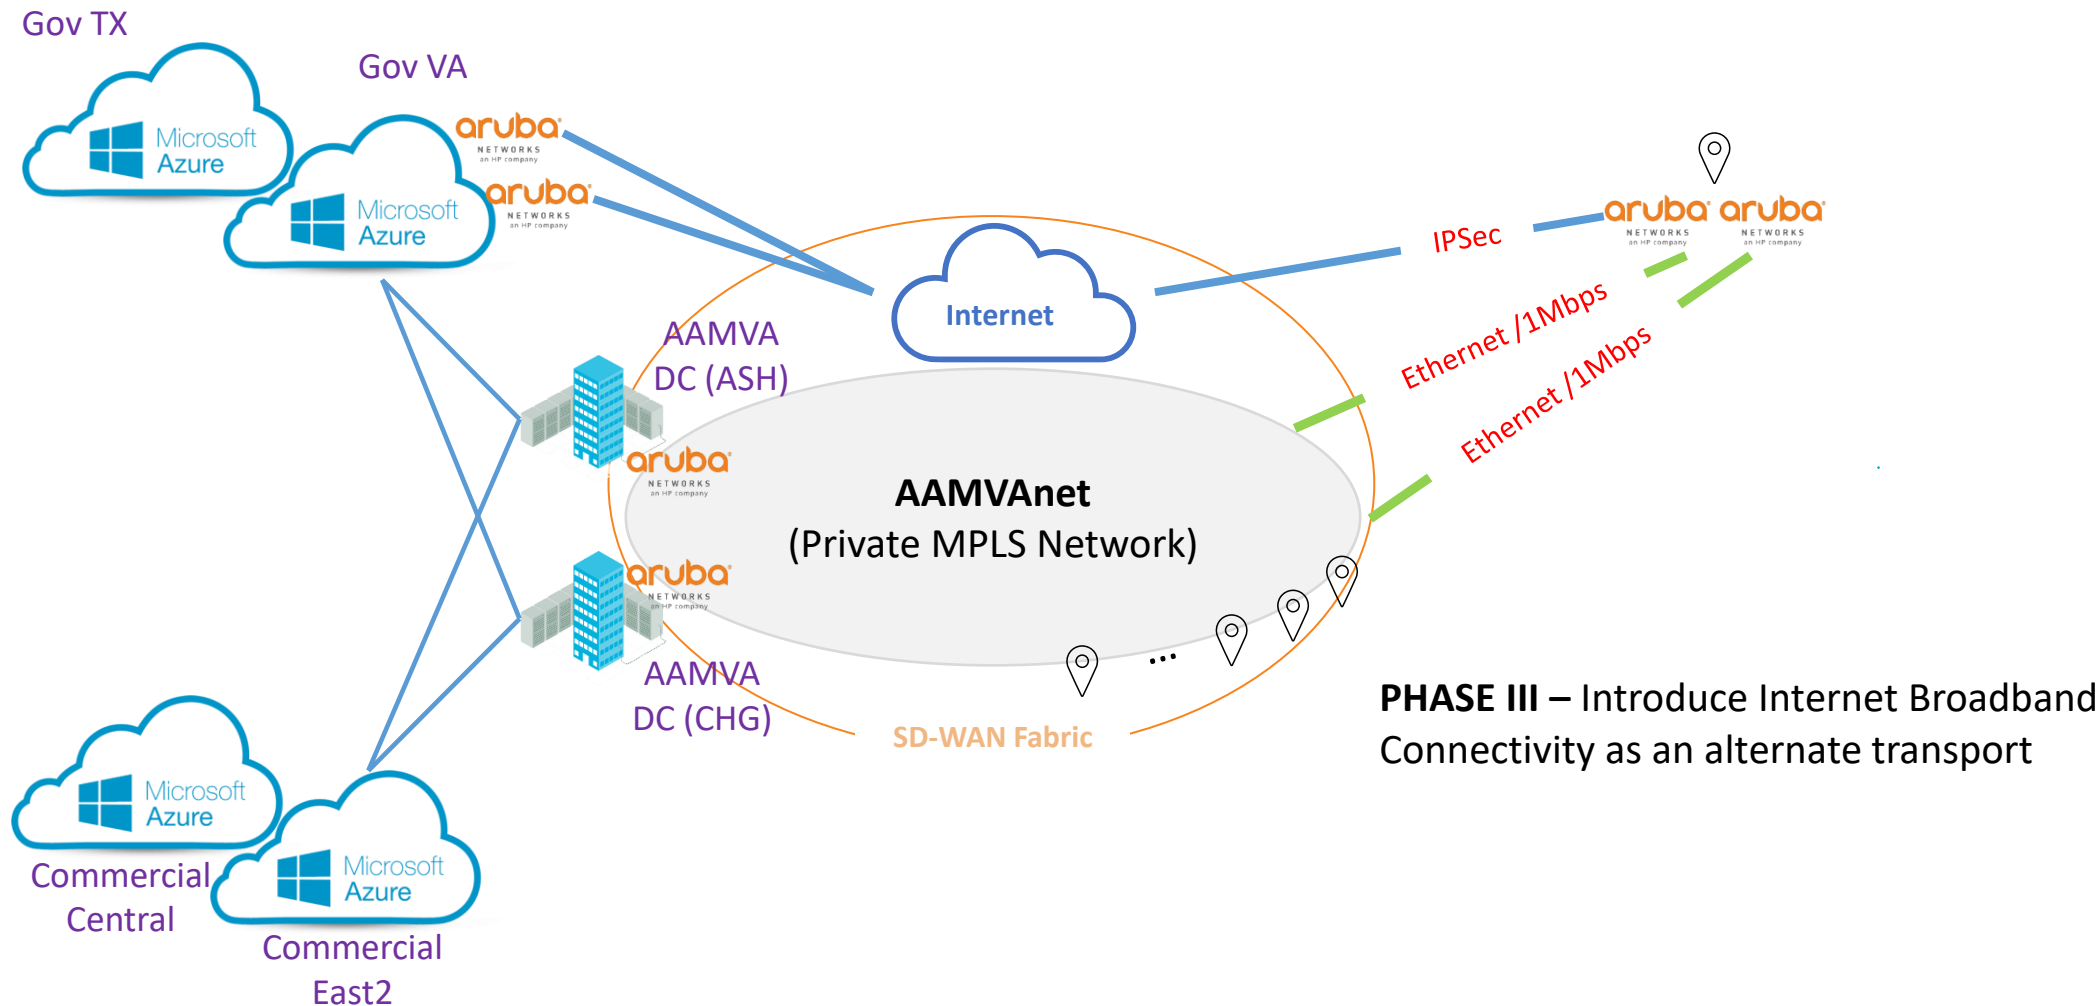 Gov TX
Gov VA
Microsoft
Azure
Microsoft
Azure
aruba
NETWORKS
an HP company
aruba
NETWORKS
an HP company
aruba
NETWORKS
an HP company
aruba
NETWORKS
an HP company
IPSec
Ethernet /1Mbps
Ethernet /1Mbps
Internet
AAMVA
DC (ASH)
aruba
NETWORKS
an HP company
AAMVAnet
(Private MPLS Network)
aruba
NETWORKS
an HP company
AAMVA
DC (CHG)
...
SD-WAN Fabric
PHASE III – Introduce Internet Broadband
Connectivity as an alternate transport
Microsoft
Azure
Commercial
Central
Microsoft
Azure
Commercial
East2